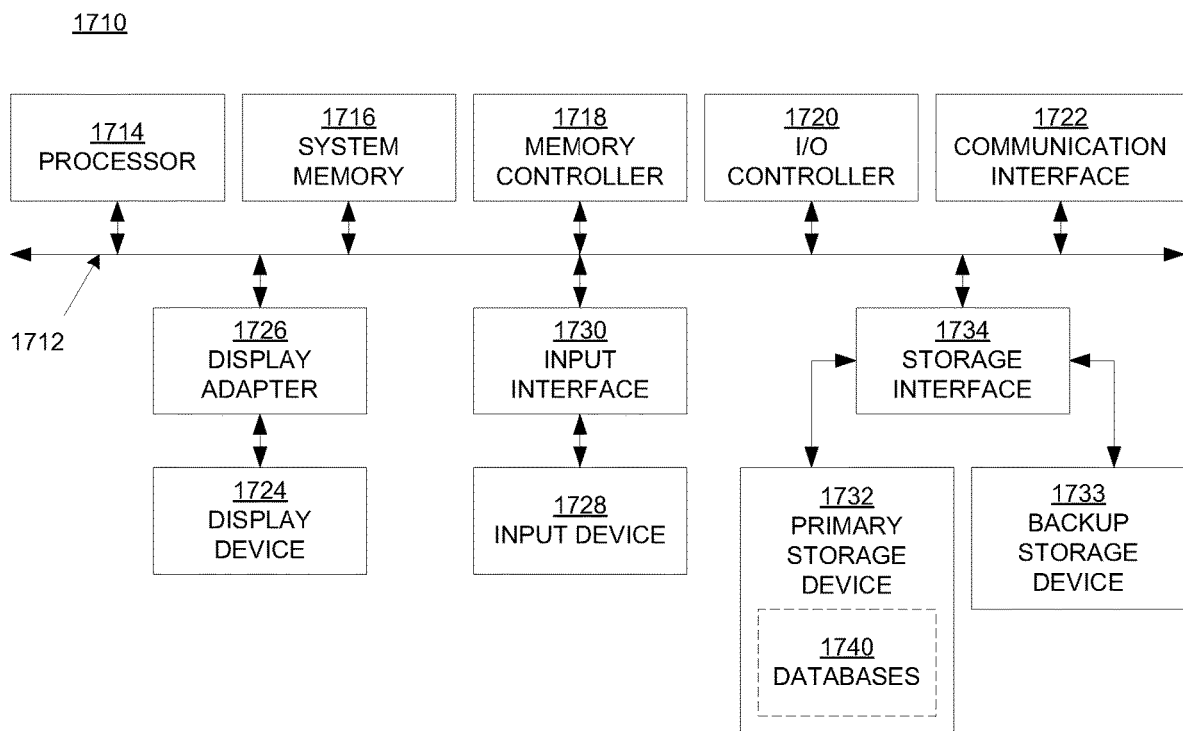 1710
1714
PROCESSOR
1716
SYSTEM
MEMORY
1718
MEMORY
CONTROLLER
1720
I/O
CONTROLLER
1722
COMMUNICATION
INTERFACE
1712
1726
DISPLAY
ADAPTER
1730
INPUT
INTERFACE
1734
STORAGE
INTERFACE
1724
DISPLAY
DEVICE
1728
INPUT DEVICE
1732
PRIMARY
STORAGE
DEVICE
1740
DATABASES
1733
BACKUP
STORAGE
DEVICE